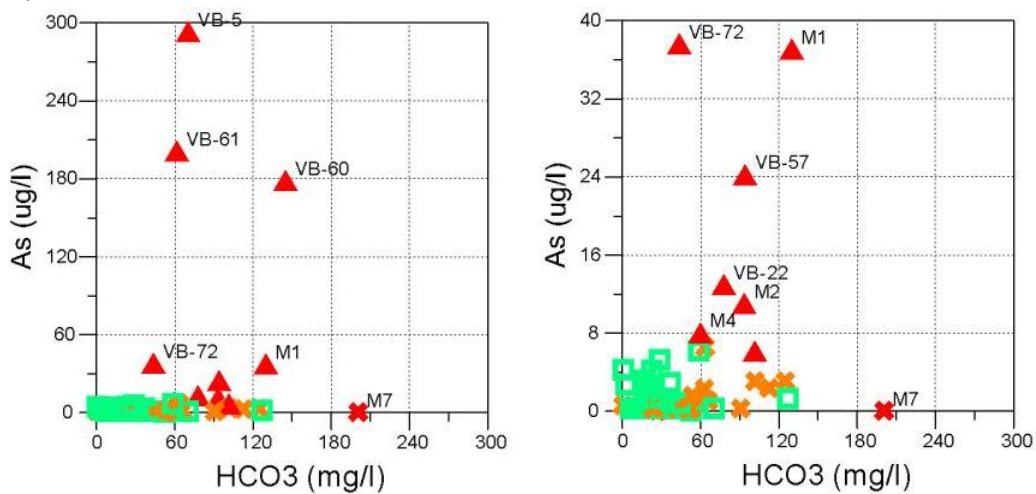 300
240
180
120
60
0
As (ug/l)
VB-5
VB-61
VB-60
VB-72
M1
M7
0 60 120 180 240 300
HCO3 (mg/l)
40
32
24
16
8
0
As (ug/l)
VB-72
M1
VB-57
VB-22
M2
M4
M7
0 60 120 180 240 300
HCO3 (mg/l)